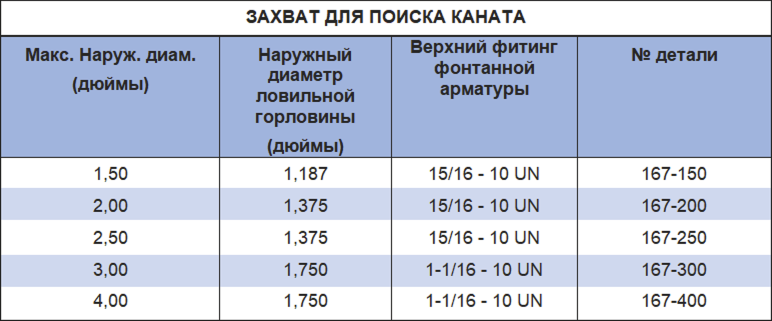 ЗАХВАТ ДЛЯ ПОИСКА КАНАТА
Макс. Наруж. диам.
(дюймы)
Наружный
диаметр
ловильной
горловины
(дюймы)
Верхний фитинг
фонтанной
арматуры
№ детали
1,50 1,187 15/16 - 10 UN 167-150
2,00 1,375 15/16 - 10 UN 167-200
2,50 1,375 15/16 - 10 UN 167-250
3,00 1,750 1-1/16 - 10 UN 167-300
4,00 1,750 1-1/16 - 10 UN 167-400